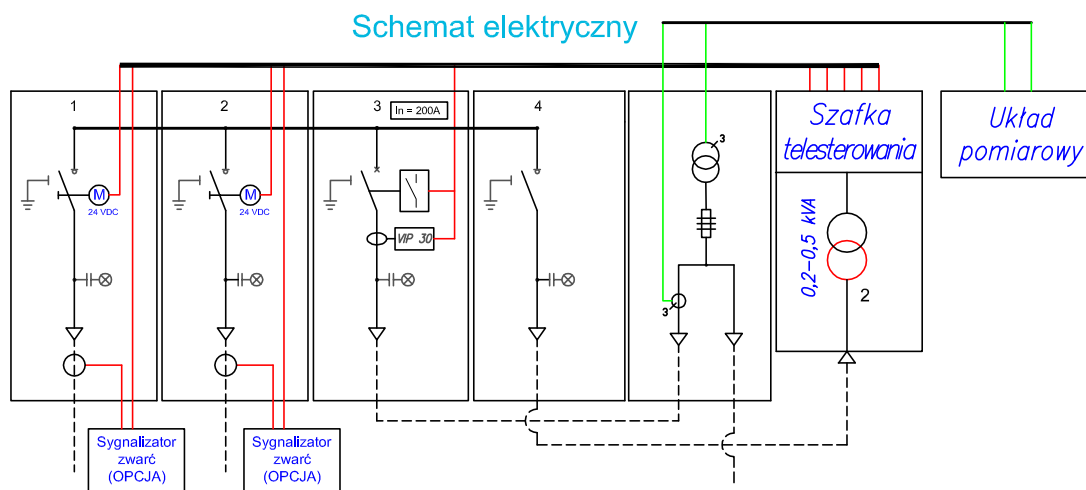 Schemat elektryczny
1
2
3
In = 200A
4
3
Szafka
telesterowania
Układ
pomiarowy
M
24 VDC
M
24 VDC
VIP 30
0,2-0,5 kVA
2
3
Sygnalizator
zwarć
(OPCJA)
Sygnalizator
zwarć
(OPCJA)